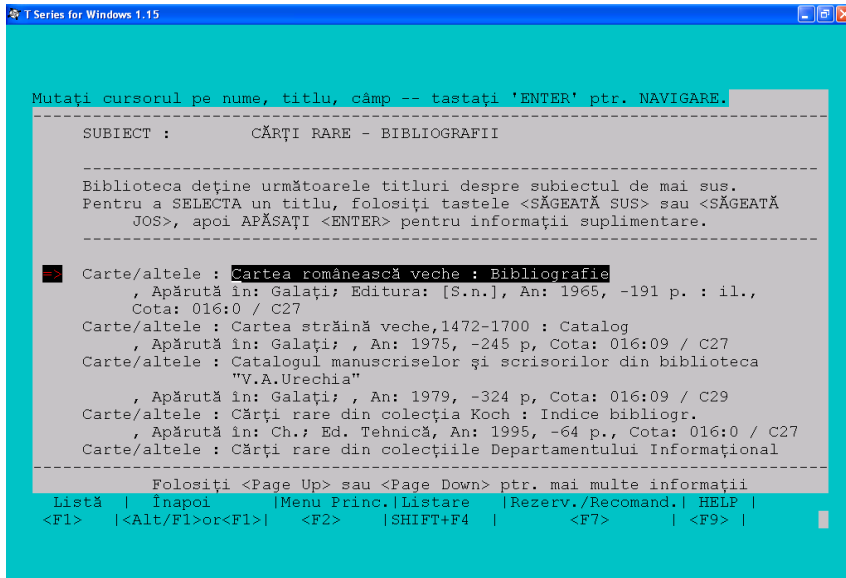 T Series for Windows 1.15
Mutați cursorul pe nume, titlu, câmp -- tastați 'ENTER' ptr. NAVIGARE.
SUBIECT : CĂRȚI RARE - BIBLIOGRAFII
Biblioteca deține următoarele titluri despre subiectul de mai sus.
Pentru a SELECTA un titlu, folosiți tastele <SĂGEATĂ SUS> sau <SĂGEATĂ
JOS>, apoi APĂSAȚI <ENTER> pentru informații suplimentare.
=> Carte/altele : Cartea românească veche : Bibliografie
, Apărută în: Galați; Editura: [S.n.], An: 1965, -191 p. : il.,
Cota: 016:0 / C27
Carte/altele : Cartea străină veche,1472-1700 : Catalog
, Apărută în: Galați; , An: 1975, -245 p, Cota: 016:09 / C27
Carte/altele : Catalogul manuscriselor și scrisorilor din biblioteca
"V.A.Urechia"
, Apărută în: Galați; , An: 1979, -324 p, Cota: 016:09 / C29
Carte/altele : Cărți rare din colecția Koch : Indice bibliogr.
, Apărută în: Ch.; Ed. Tehnică, An: 1995, -64 p., Cota: 016:0 / C27
Carte/altele : Cărți rare din colecțiile Departamentului Informațional
Folosiți <Page Up> sau <Page Down> ptr. mai multe informații
Listă | Înapoi |Menu Princ.|Listare |Rezerv./Recomand.| HELP |
<F1> |<Alt/F1>or<F1>| <F2> |SHIFT+F4 | <F7> | <F9> |